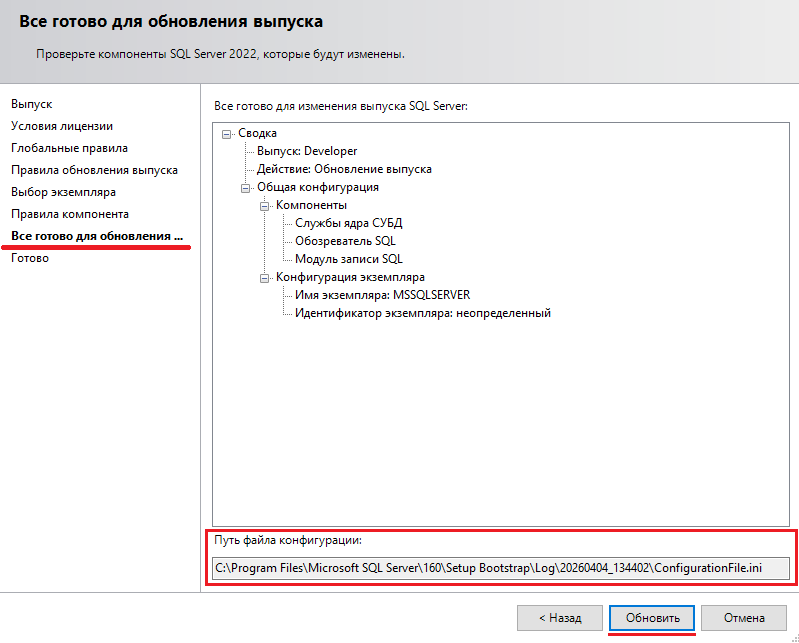 Все готово для обновления выпуска
Проверьте компоненты SQL Server 2022, которые будут изменены.
Выпуск
Условия лицензии
Глобальные правила
Правила обновления выпуска
Выбор экземпляра
Правила компонента
Все готово для обновления ...
Готово
Все готово для изменения выпуска SQL Server:
Сводка
Выпуск: Developer
Действие: Обновление выпуска
Общая конфигурация
Компоненты
Службы ядра СУБД
Обозреватель SQL
Модуль записи SQL
Конфигурация экземпляра
Имя экземпляра: MSSQLSERVER
Идентификатор экземпляра: неопределенный
Путь файла конфигурации:
C:\Program Files\Microsoft SQL Server\160\Setup Bootstrap\Log\20260404_134402\ConfigurationFile.ini
< Назад
Обновить
Отмена